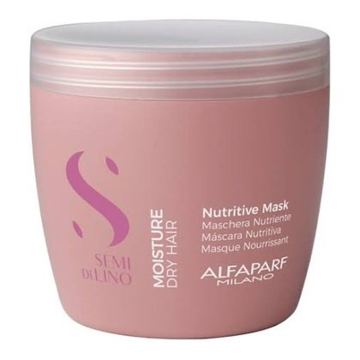 SEMI
DI LINO
MOISTURE
DRY HAIR
Nutritive Mask
Maschera Nutriente
Máscara Nutritiva
Masque Nourrissant
ALFAPARF
MILANO